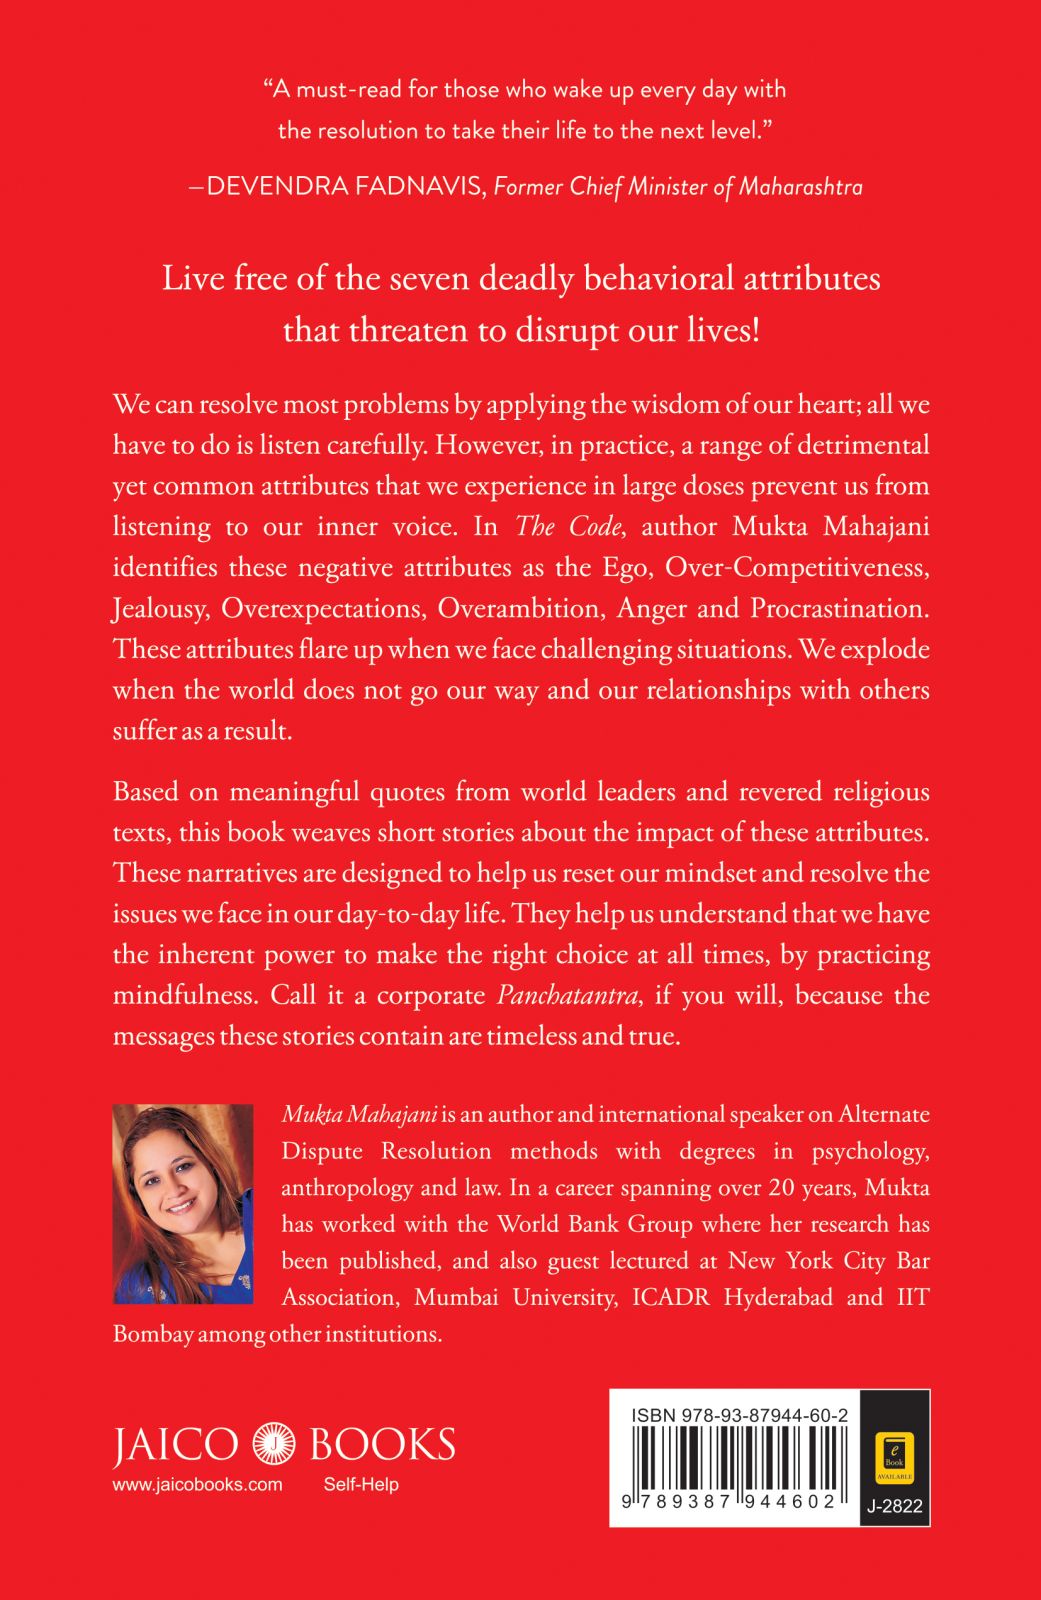 “A must-read for those who wake up every day with
the resolution to take their life to the next level.”
—DEVENDRA FADNAVIS, Former Chief Minister of Maharashtra
Live free of the seven deadly behavioral attributes
that threaten to disrupt our lives!
We can resolve most problems by applying the wisdom of our heart; all we
have to do is listen carefully. However, in practice, a range of detrimental
yet common attributes that we experience in large doses prevent us from
listening to our inner voice. In The Code, author Mukta Mahajani
identifies these negative attributes as the Ego, Over-Competitiveness,
Jealousy, Overexpectations, Overambition, Anger and Procrastination.
These attributes flare up when we face challenging situations. We explode
when the world does not go our way and our relationships with others
suffer as a result.
Based on meaningful quotes from world leaders and revered religious
texts, this book weaves short stories about the impact of these attributes.
These narratives are designed to help us reset our mindset and resolve the
issues we face in our day-to-day life. They help us understand that we have
the inherent power to make the right choice at all times, by practicing
mindfulness. Call it a corporate Panchatantra, if you will, because the
messages these stories contain are timeless and true.
Mukta Mahajani is an author and international speaker on Alternate
Dispute Resolution methods with degrees in psychology,
anthropology and law. In a career spanning over 20 years, Mukta
has worked with the World Bank Group where her research has
been published, and also guest lectured at New York City Bar
Association, Mumbai University, ICADR Hyderabad and IIT
Bombay among other institutions.
JAICO J BOOKS
www.jaicobooks.com Self-Help
ISBN 978-93-87944-60-2
9 789387 944602
e
Book
AVAILABLE
J-2822